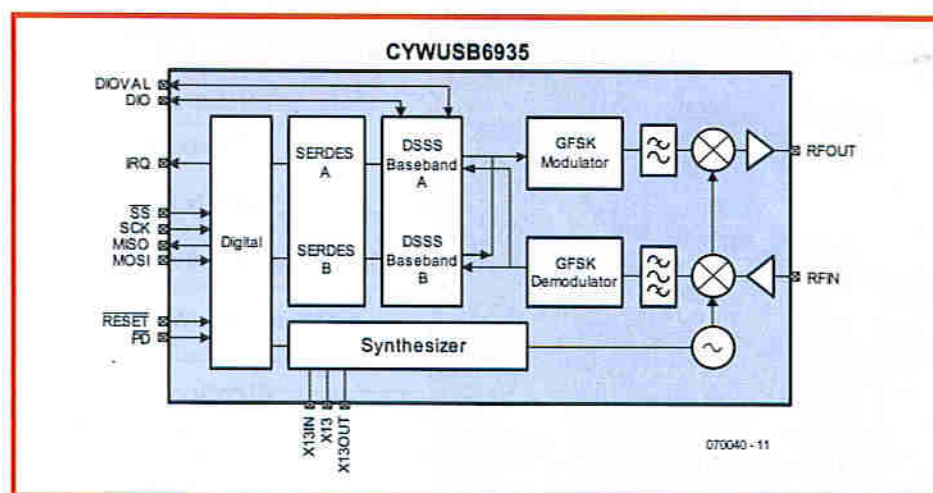 CYWUSB6935
DIOVAL
DIO
IRQ
SS
SCK
MISO
MOSI
RESET
PD
Digital
SERDES
A
SERDES
B
DSSS
Baseband
A
DSSS
Baseband
B
GFSK
Modulator
GFSK
Demodulator
RFOUT
RFIN
Synthesizer
X13IN
X13
X13OUT
070040 - 11